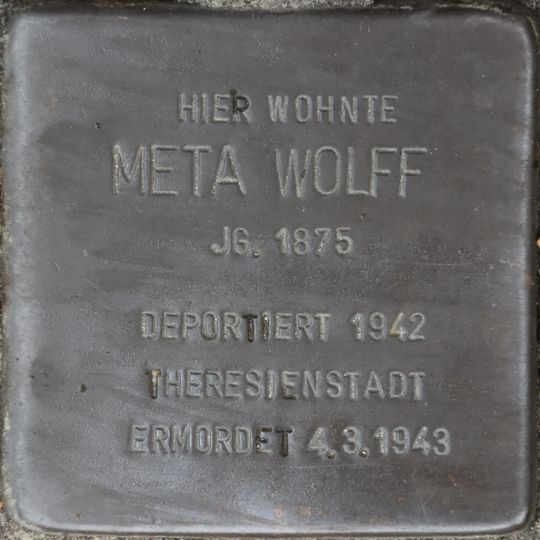 HIER WOHNTE
META WOLFF
JG. 1875
DEPORTIERT 1942
THERESIENSTADT
ERMORDET 4.3.1943